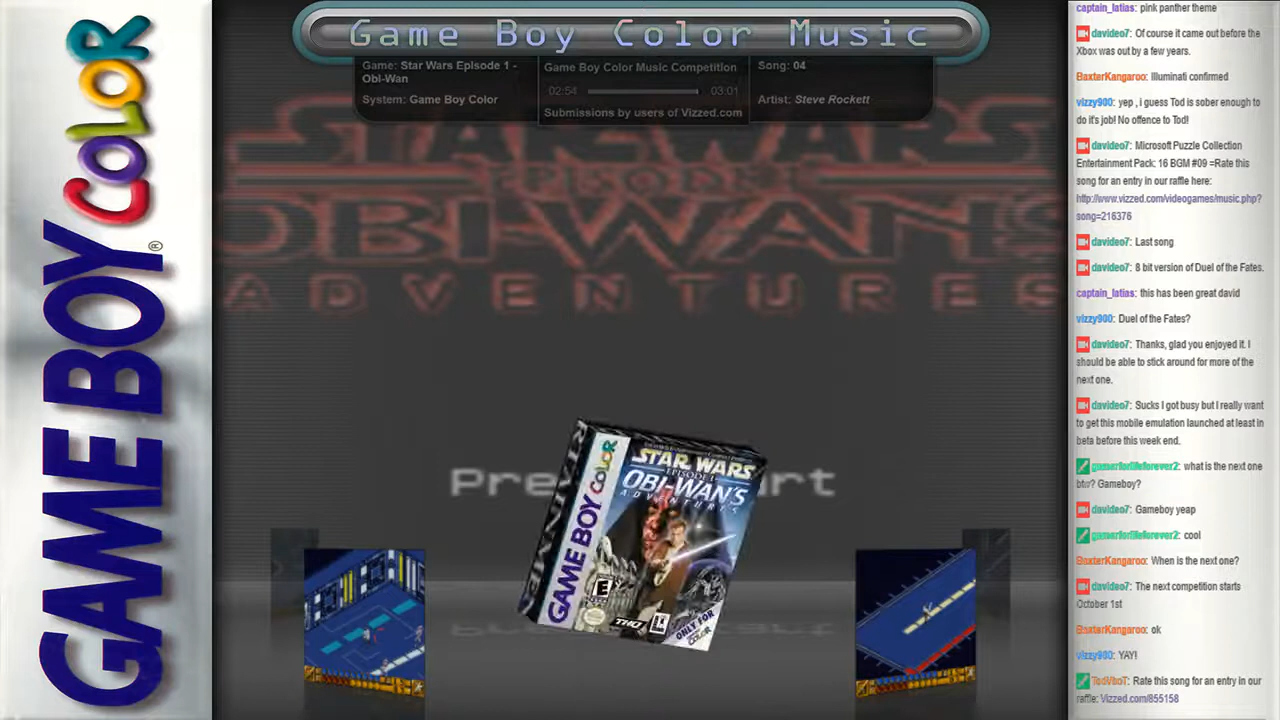 GAME BOY COLOR ®
Game Boy Color Music
Game: Star Wars Episode 1 -
Obi-Wan
System: Game Boy Color
Game Boy Color Music Competition
02:54 03:01
Submissions by users of Vizzed.com
Song: 04
Artist: Steve Rockett
STAR WARS
EPISODE I
OBI-WAN'S
ADVENTURES
STAR WARS
EPISODE I
OBI-WAN'S
ADVENTURES
GAME BOY COLOR
E
THQ
ONLY FOR
COLOR
captain_latias: pink panther theme
davideo7: Of course it came out before the
Xbox was out by a few years.
BaxterKangaroo: Illuminati confirmed
vizzy900: yep , i guess Tod is sober enough to
do it's job! No offence to Tod!
davideo7: Microsoft Puzzle Collection
Entertainment Pack: 16 BGM #09 =Rate this
song for an entry in our raffle here:
http://www.vizzed.com/videogames/music.php?
song=216376
davideo7: Last song
davideo7: 8 bit version of Duel of the Fates.
captain_latias: this has been great david
vizzy900: Duel of the Fates?
davideo7: Thanks, glad you enjoyed it. I
should be able to stick around for more of the
next one.
davideo7: Sucks I got busy but I really want
to get this mobile emulation launched at least in
beta before this week end.
gamerforlifeforever2: what is the next one
btw? Gameboy?
davideo7: Gameboy yeap
gamerforlifeforever2: cool
BaxterKangaroo: When is the next one?
davideo7: The next competition starts
October 1st
BaxterKangaroo: ok
vizzy900: YAY!
TodVboT: Rate this song for an entry in our
raffle: Vizzed.com/855158